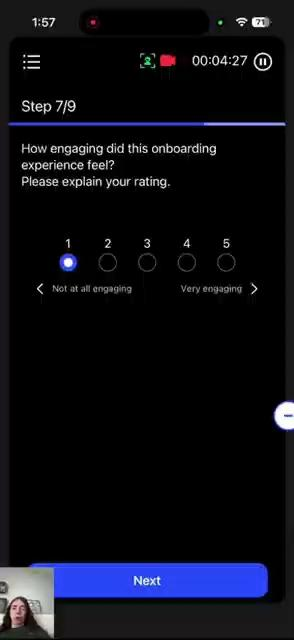 1:57
71
00:04:27
Step 7/9
How engaging did this onboarding
experience feel?
Please explain your rating.
1 2 3 4 5
Not at all engaging Very engaging
Next